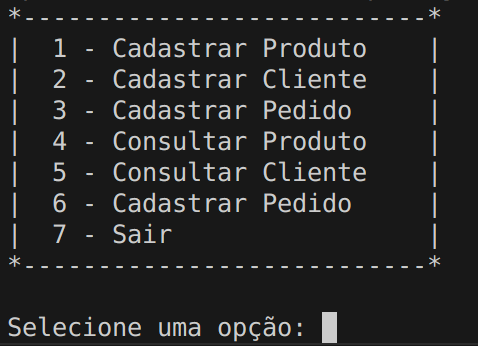 *---------------------------*
|  1 - Cadastrar Produto    |
|  2 - Cadastrar Cliente    |
|  3 - Cadastrar Pedido     |
|  4 - Consultar Produto    |
|  5 - Consultar Cliente    |
|  6 - Cadastrar Pedido     |
|  7 - Sair                 |
*---------------------------*
Selecione uma opção: